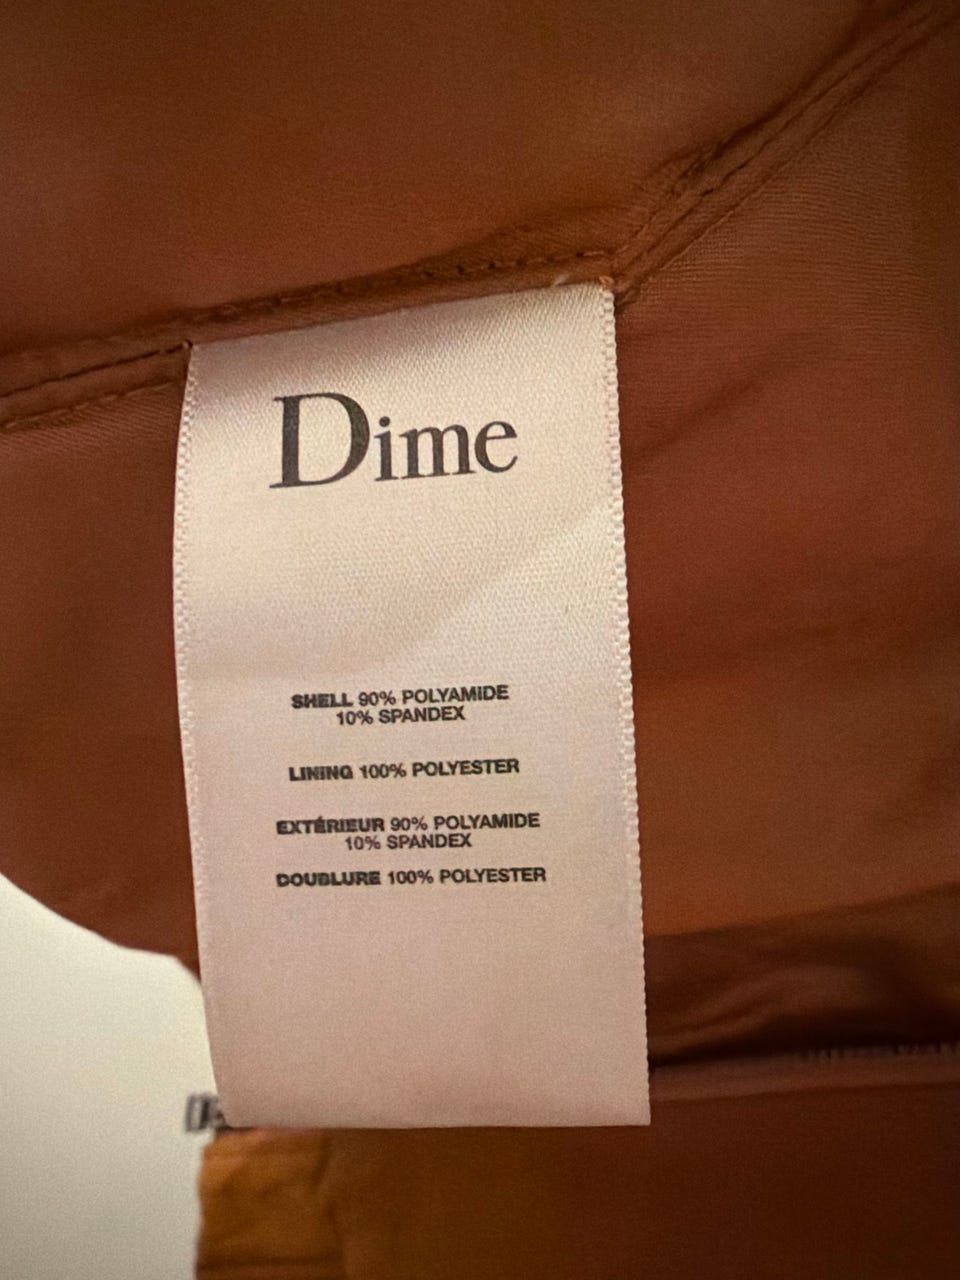 Dime
SHELL 90% POLYAMIDE
10% SPANDEX
LINING 100% POLYESTER
EXTÉRIEUR 90% POLYAMIDE
10% SPANDEX
DOUBLURE 100% POLYESTER